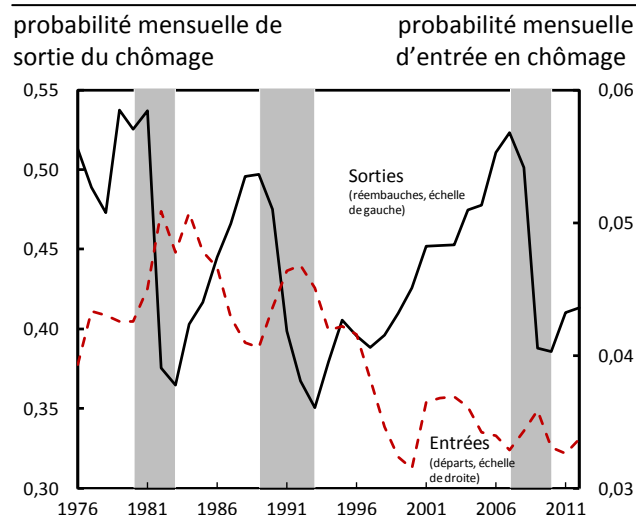 probabilité mensuelle de
sortie du chômage
probabilité mensuelle
d'entrée en chômage
0,55
0,50
0,45
0,40
0,35
0,30
0,06
0,05
0,04
0,03
Sorties
(réembauches, échelle
de gauche)
Entrées
(départs, échelle
de droite)
1976 1981 1986 1991 1996 2001 2006 2011